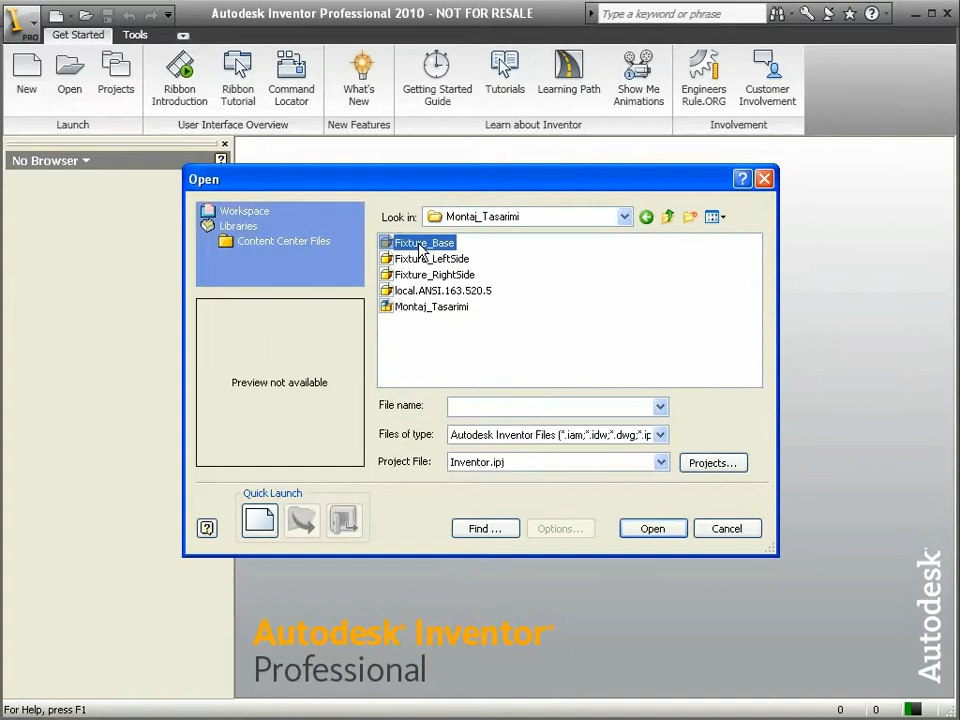 Autodesk Inventor Professional 2010 - NOT FOR RESALE
Type a keyword or phrase
PRO
Get Started
Tools
New
Open
Projects
Ribbon Introduction
Ribbon Tutorial
Command Locator
What's New
Getting Started Guide
Tutorials
Learning Path
Show Me Animations
Engineers Rule.ORG
Customer Involvement
Launch
User Interface Overview
New Features
Learn about Inventor
Involvement
No Browser
Open
Workspace
Libraries
Content Center Files
Look in:
Montaj_Tasarimi
Fixture_Base
Fixture_LeftSide
Fixture_RightSide
local.ANSI.163.520.5
Montaj_Tasarimi
Preview not available
File name:
Files of type:
Autodesk Inventor Files (*.iam;*.idw;*.dwg;*.ip
Project File:
Inventor.ipj
Projects...
Quick Launch
Find ...
Options...
Open
Cancel
Autodesk® Inventor®
Professional
Autodesk®
For Help, press F1
0
0